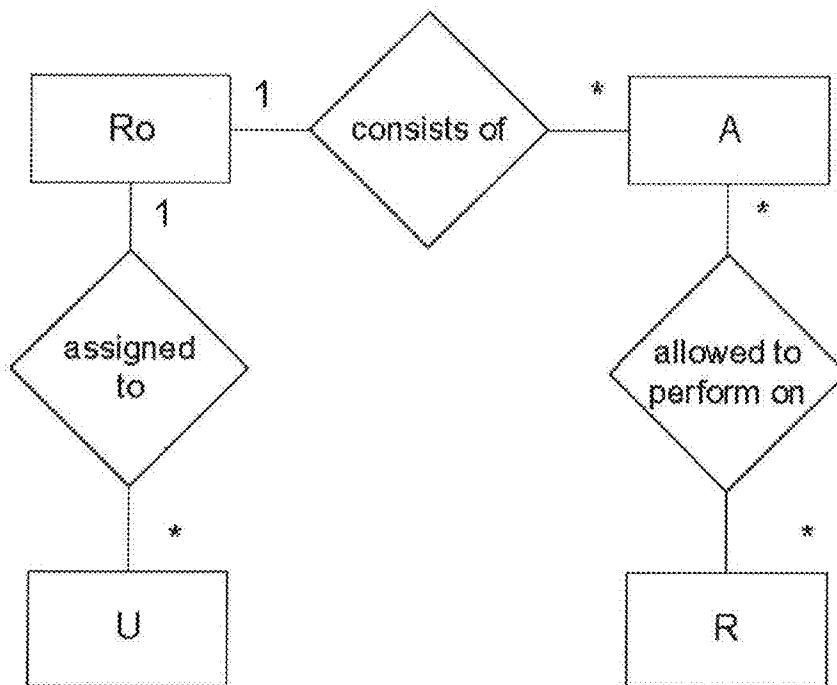 Ro
1
consists of
*
A
1
*
assigned
to
allowed to
perform on
*
*
U
R